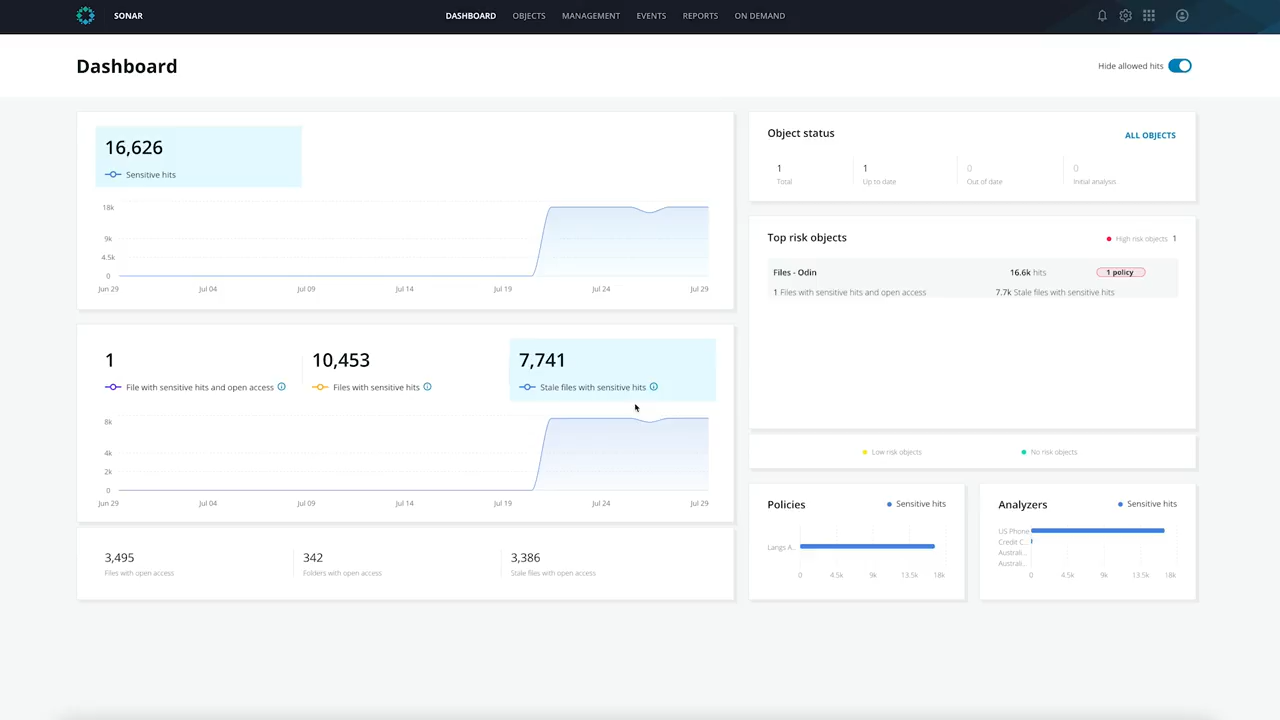 SONAR
DASHBOARD OBJECTS MANAGEMENT EVENTS REPORTS ON DEMAND
Dashboard
Hide allowed hits
16,626
Sensitive hits
18k
9k
4.5k
0
Jun 29 Jul 04 Jul 09 Jul 14 Jul 19 Jul 24 Jul 29
1
File with sensitive hits and open access
10,453
Files with sensitive hits
7,741
Stale files with sensitive hits
8k
4k
2k
0
Jun 29 Jul 04 Jul 09 Jul 14 Jul 19 Jul 24 Jul 29
3,495
Files with open access
342
Folders with open access
3,386
Stale files with open access
Object status
ALL OBJECTS
1
Total
1
Up to date
0
Out of date
0
Initial analysis
Top risk objects
High risk objects 1
Files - Odin 16.6k hits 1 policy
1 Files with sensitive hits and open access 7.7k Stale files with sensitive hits
Low risk objects No risk objects
Policies Sensitive hits
Langs A...
0 4.5k 9k 13.5k 18k
Analyzers Sensitive hits
US Phone
Credit C...
Australi...
Australi...
0 4.5k 9k 13.5k 18k